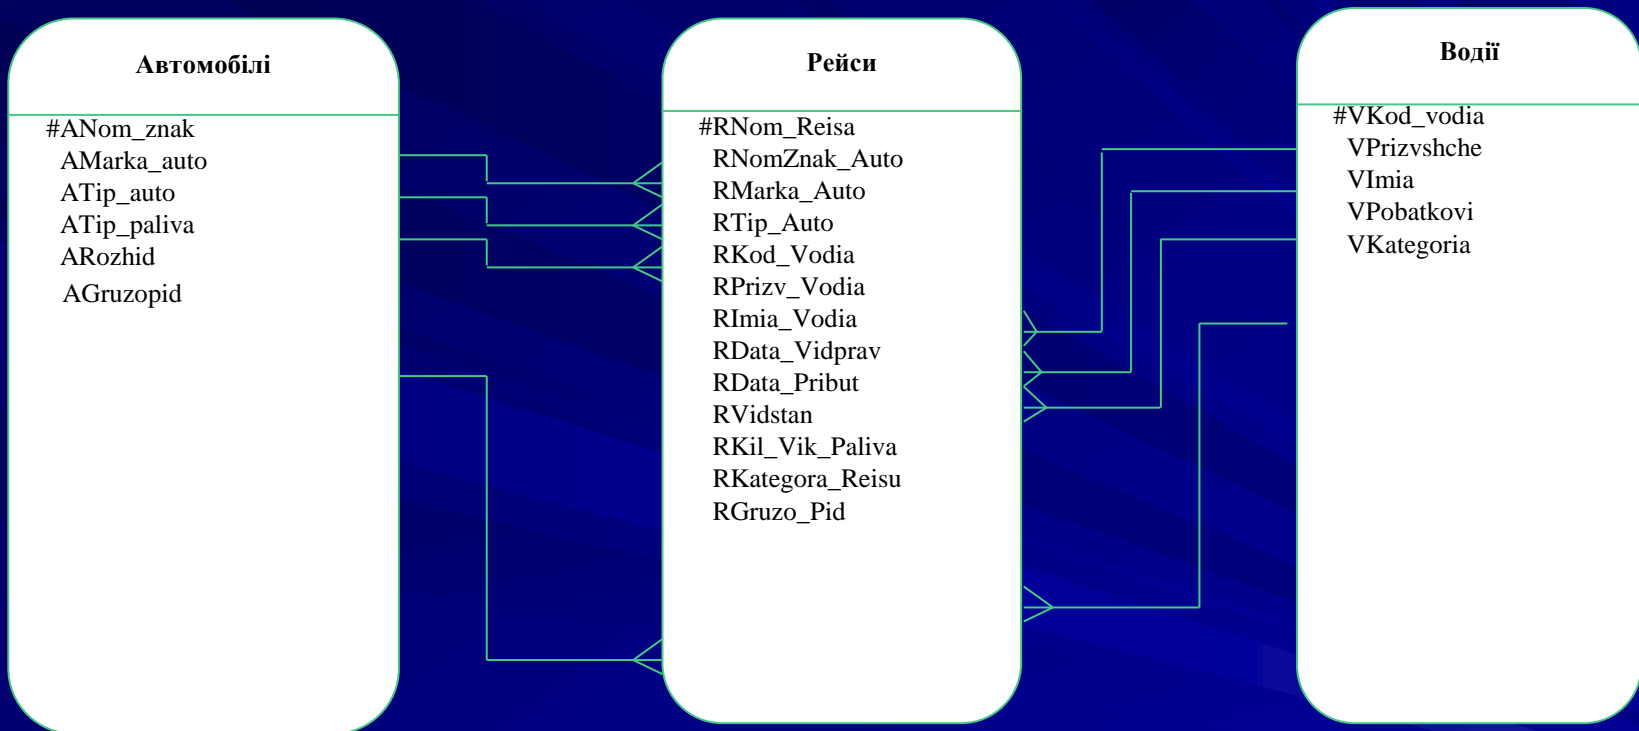 Автомобілі
#ANom_znak
AMarka_auto
ATip_auto
ATip_paliva
ARozhid
AGruzopid
Рейси
#RNom_Reisa
RNomZnak_Auto
RMarka_Auto
RTip_Auto
RKod_Vodia
RPrizv_Vodia
RImia_Vodia
RData_Vidprav
RData_Pribut
RVidstan
RKil_Vik_Paliva
RKategora_Reisu
RGruzo_Pid
Водії
#VKod_vodia
VPrizvshche
VImia
VPobatkovi
VKategoria